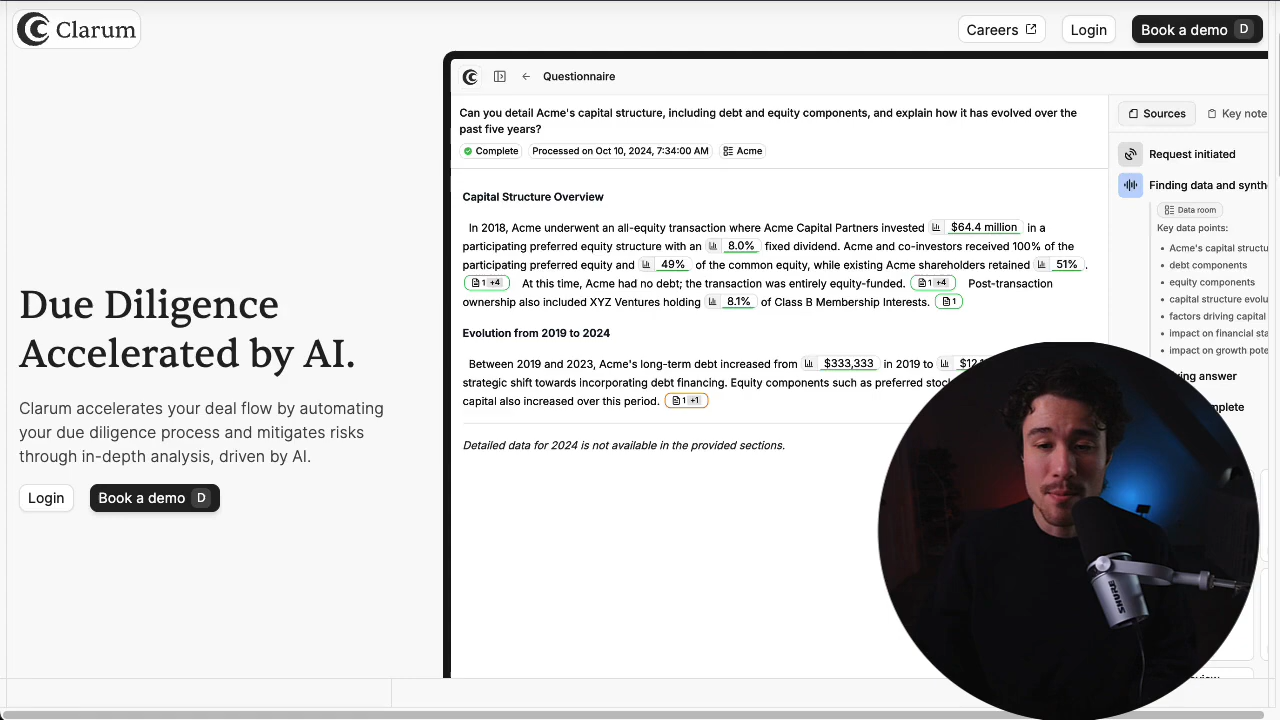 Clarum
Careers
Login
Book a demo D
Questionnaire
Can you detail Acme's capital structure, including debt and equity components, and explain how it has evolved over the
past five years?
Complete
Processed on Oct 10, 2024, 7:34:00 AM
Acme
Capital Structure Overview
In 2018, Acme underwent an all-equity transaction where Acme Capital Partners invested $64.4 million in a
participating preferred equity structure with an 8.0% fixed dividend. Acme and co-investors received 100% of the
participating preferred equity and 49% of the common equity, while existing Acme shareholders retained 51% .
1 +4 At this time, Acme had no debt; the transaction was entirely equity-funded. 1 +4 Post-transaction
ownership also included XYZ Ventures holding 8.1% of Class B Membership Interests. 1
Evolution from 2019 to 2024
Between 2019 and 2023, Acme's long-term debt increased from $333,333 in 2019 to
strategic shift towards incorporating debt financing. Equity components such as preferred
capital also increased over this period. 1 +1
Detailed data for 2024 is not available in the provided sections.
Sources
Key note
Request initiated
Finding data and synth
Data room
Key data points:
• Acme's capital structu
• debt components
• equity components
• capital structure evolu
• factors driving capital
• impact on financial sta
• impact on growth pote
answer
Due Diligence
Accelerated by AI.
Clarum accelerates your deal flow by automating
your due diligence process and mitigates risks
through in-depth analysis, driven by AI.
Login
Book a demo D
SHURE